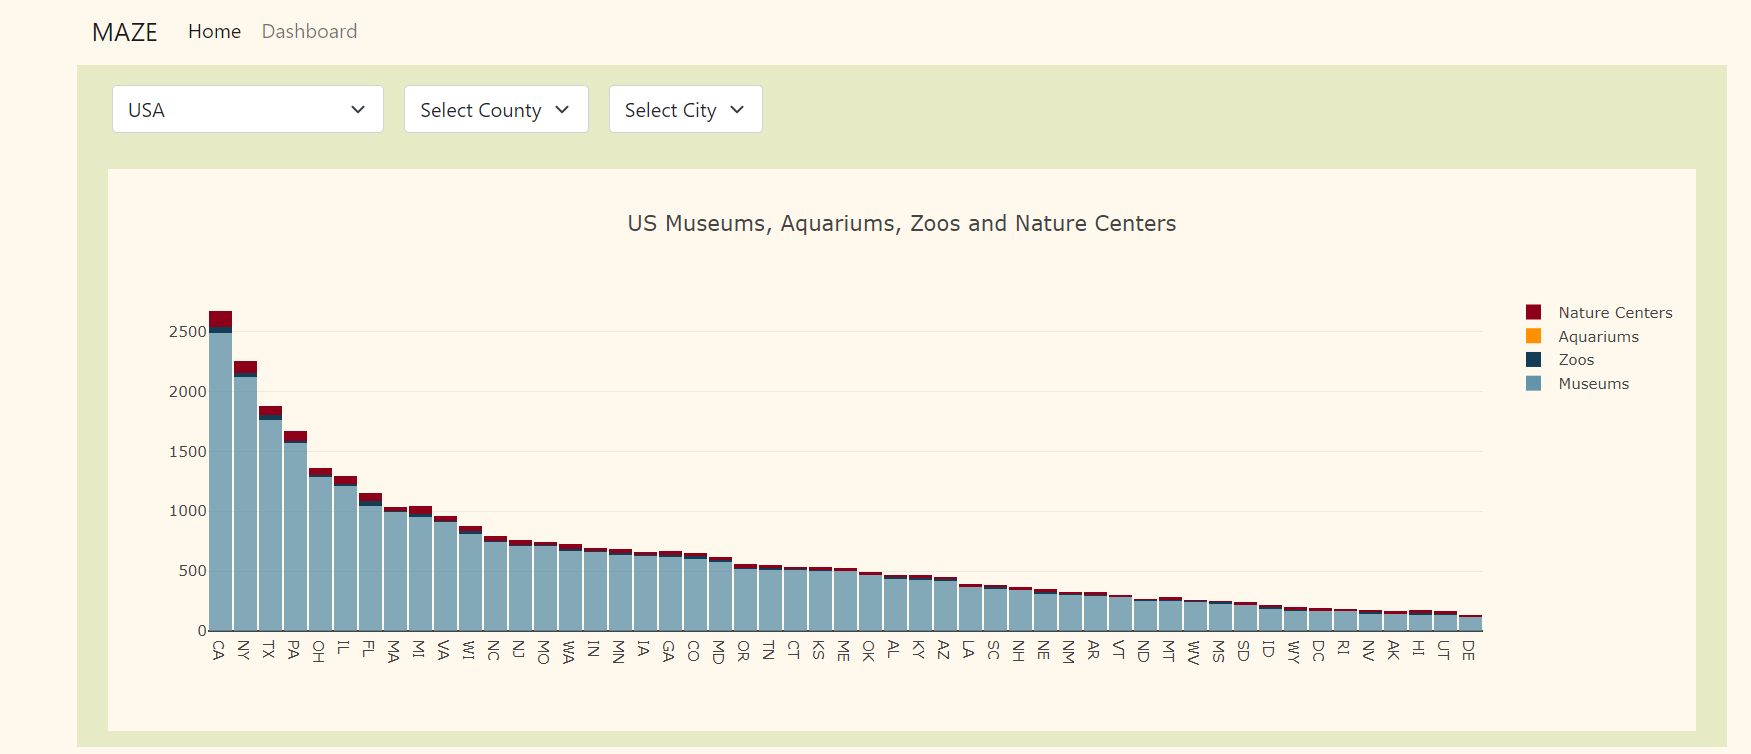 MAZE Home Dashboard
USA Select County Select City
US Museums, Aquariums, Zoos and Nature Centers
Nature Centers
Aquariums
Zoos
Museums
2500
2000
1500
1000
500
0
CA NY TX PA OH IL FL MA MI VA WI NC NJ MO WA IN MN IA GA CO MD OR TN CT KS ME OK AL KY AZ LA SC NH NE NM AR VT ND MT WV MS SD ID WY DC RI NV AK HI UT DE